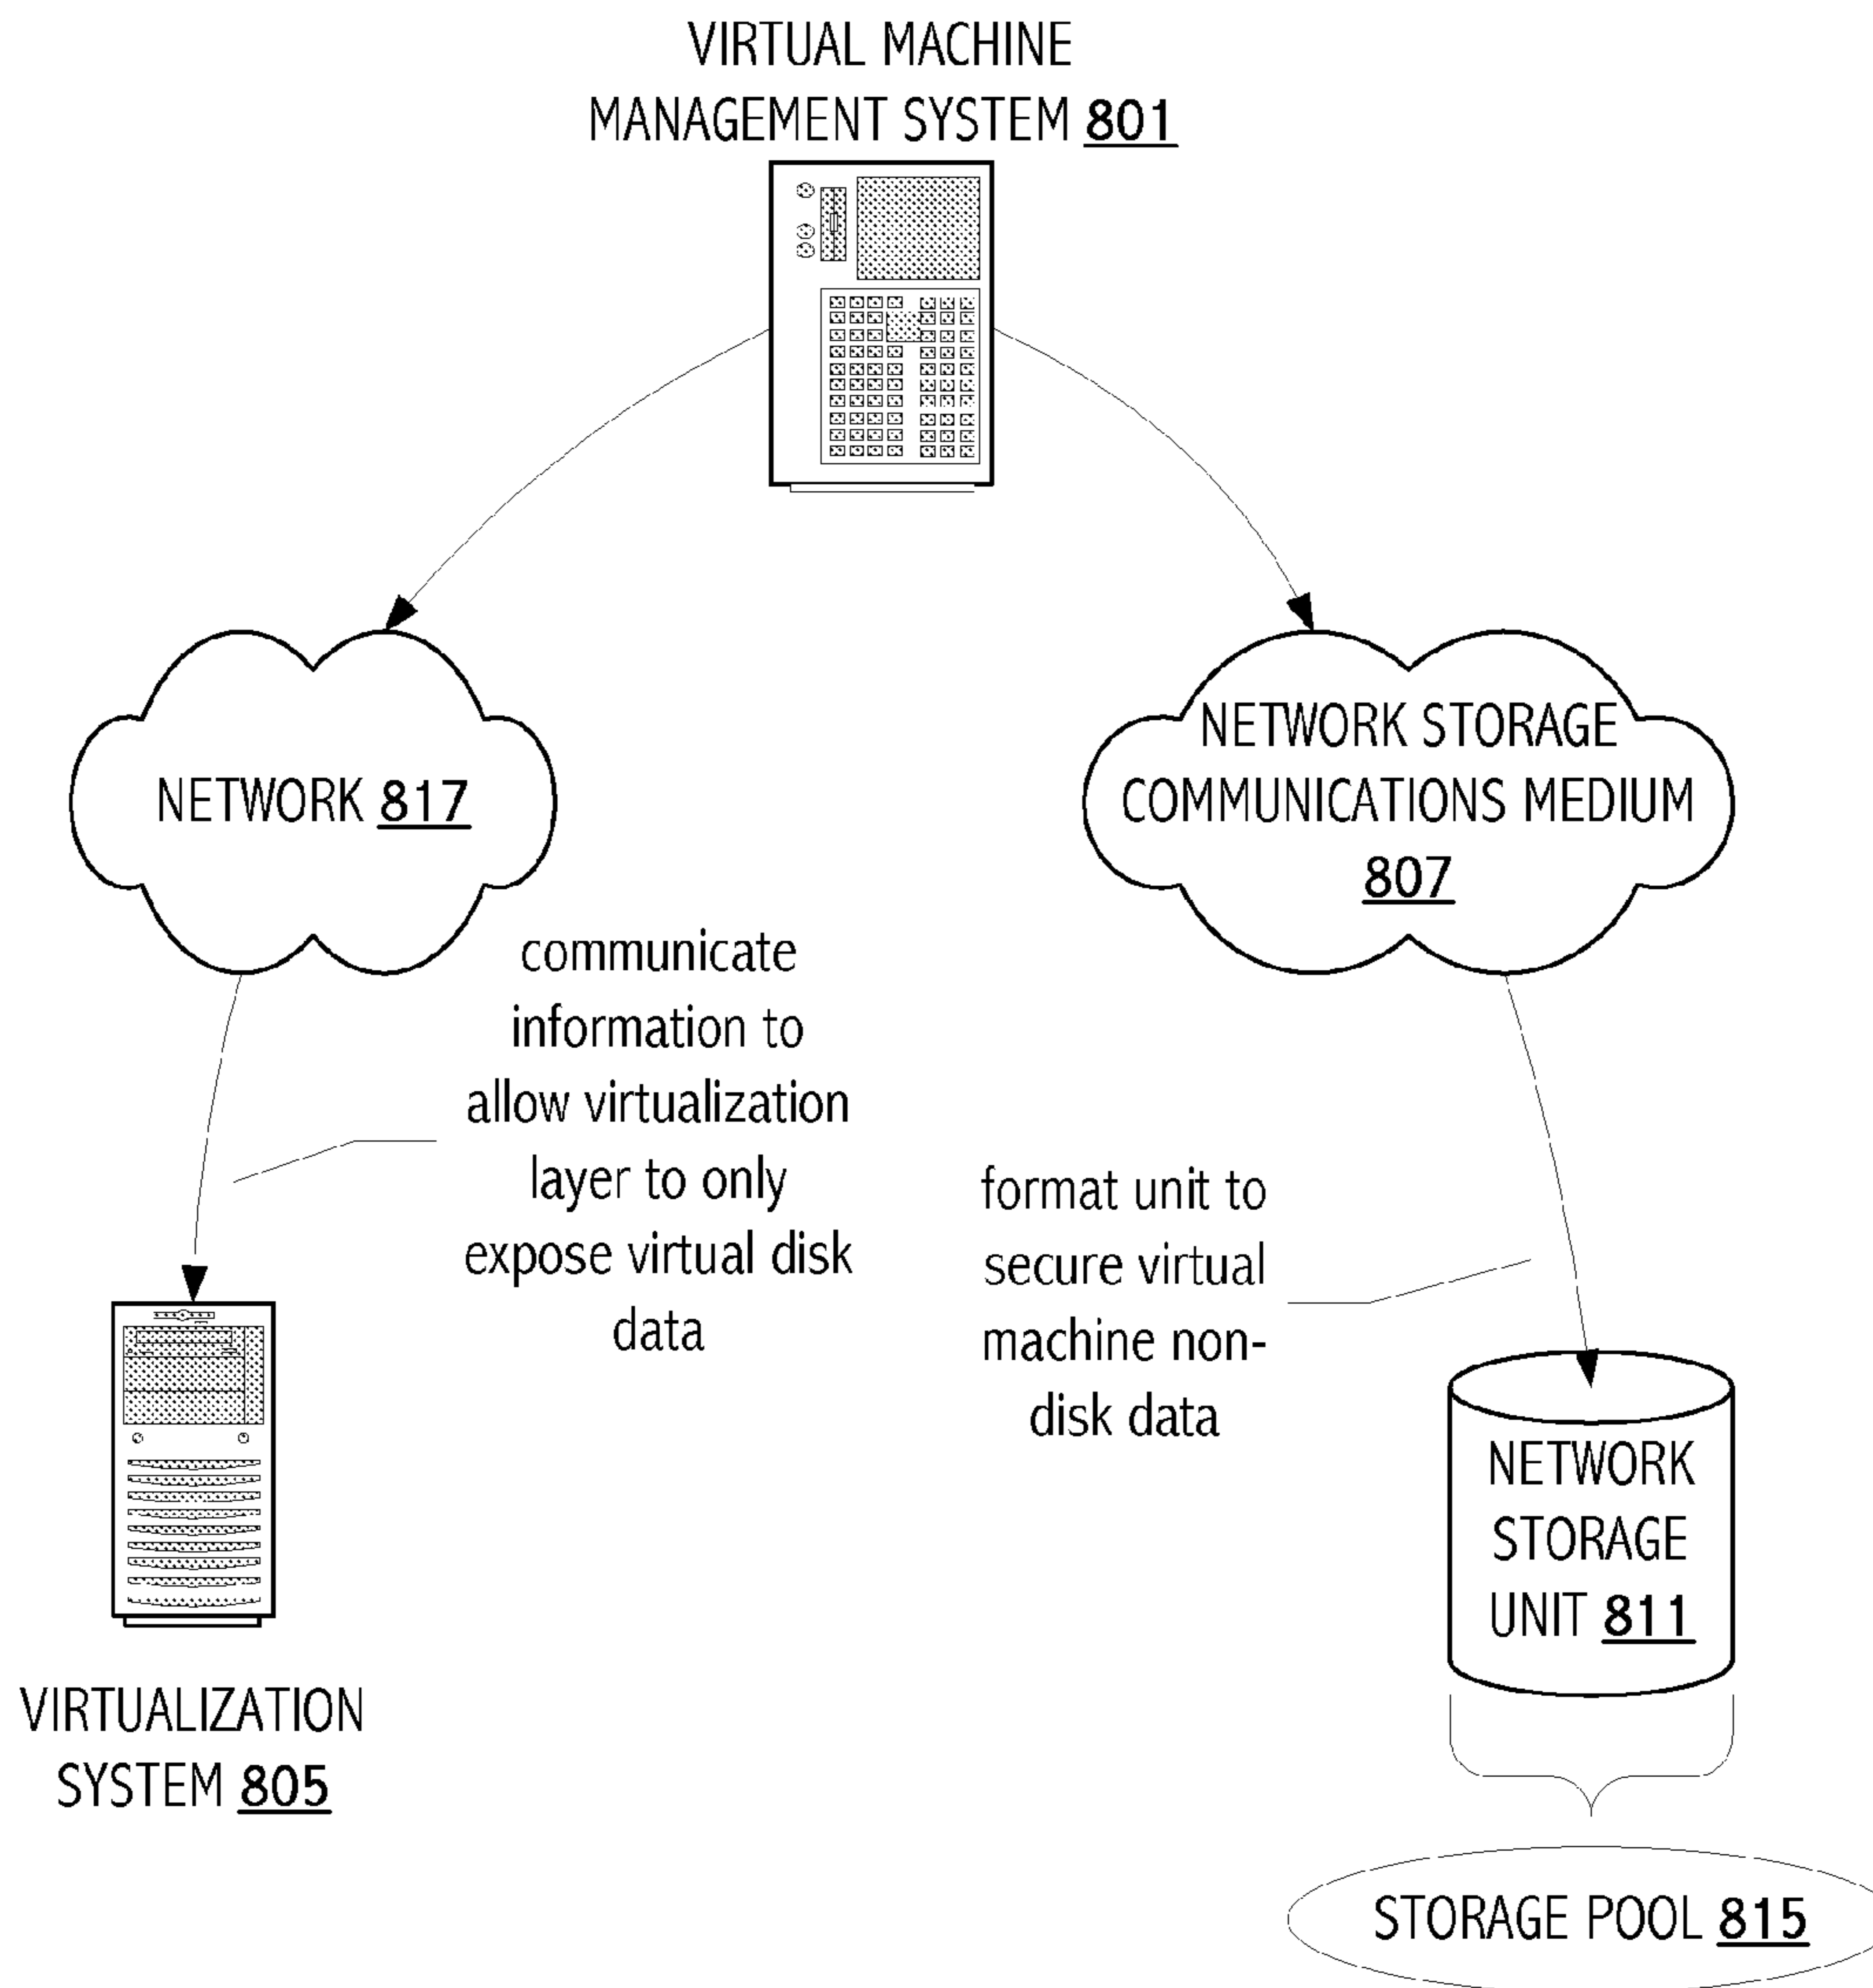 VIRTUAL MACHINE
MANAGEMENT SYSTEM 801
NETWORK 817
NETWORK STORAGE
COMMUNICATIONS MEDIUM
807
communicate
information to
allow virtualization
layer to only
expose virtual disk
data
format unit to
secure virtual
machine non-
disk data
NETWORK
STORAGE
UNIT 811
VIRTUALIZATION
SYSTEM 805
STORAGE POOL 815